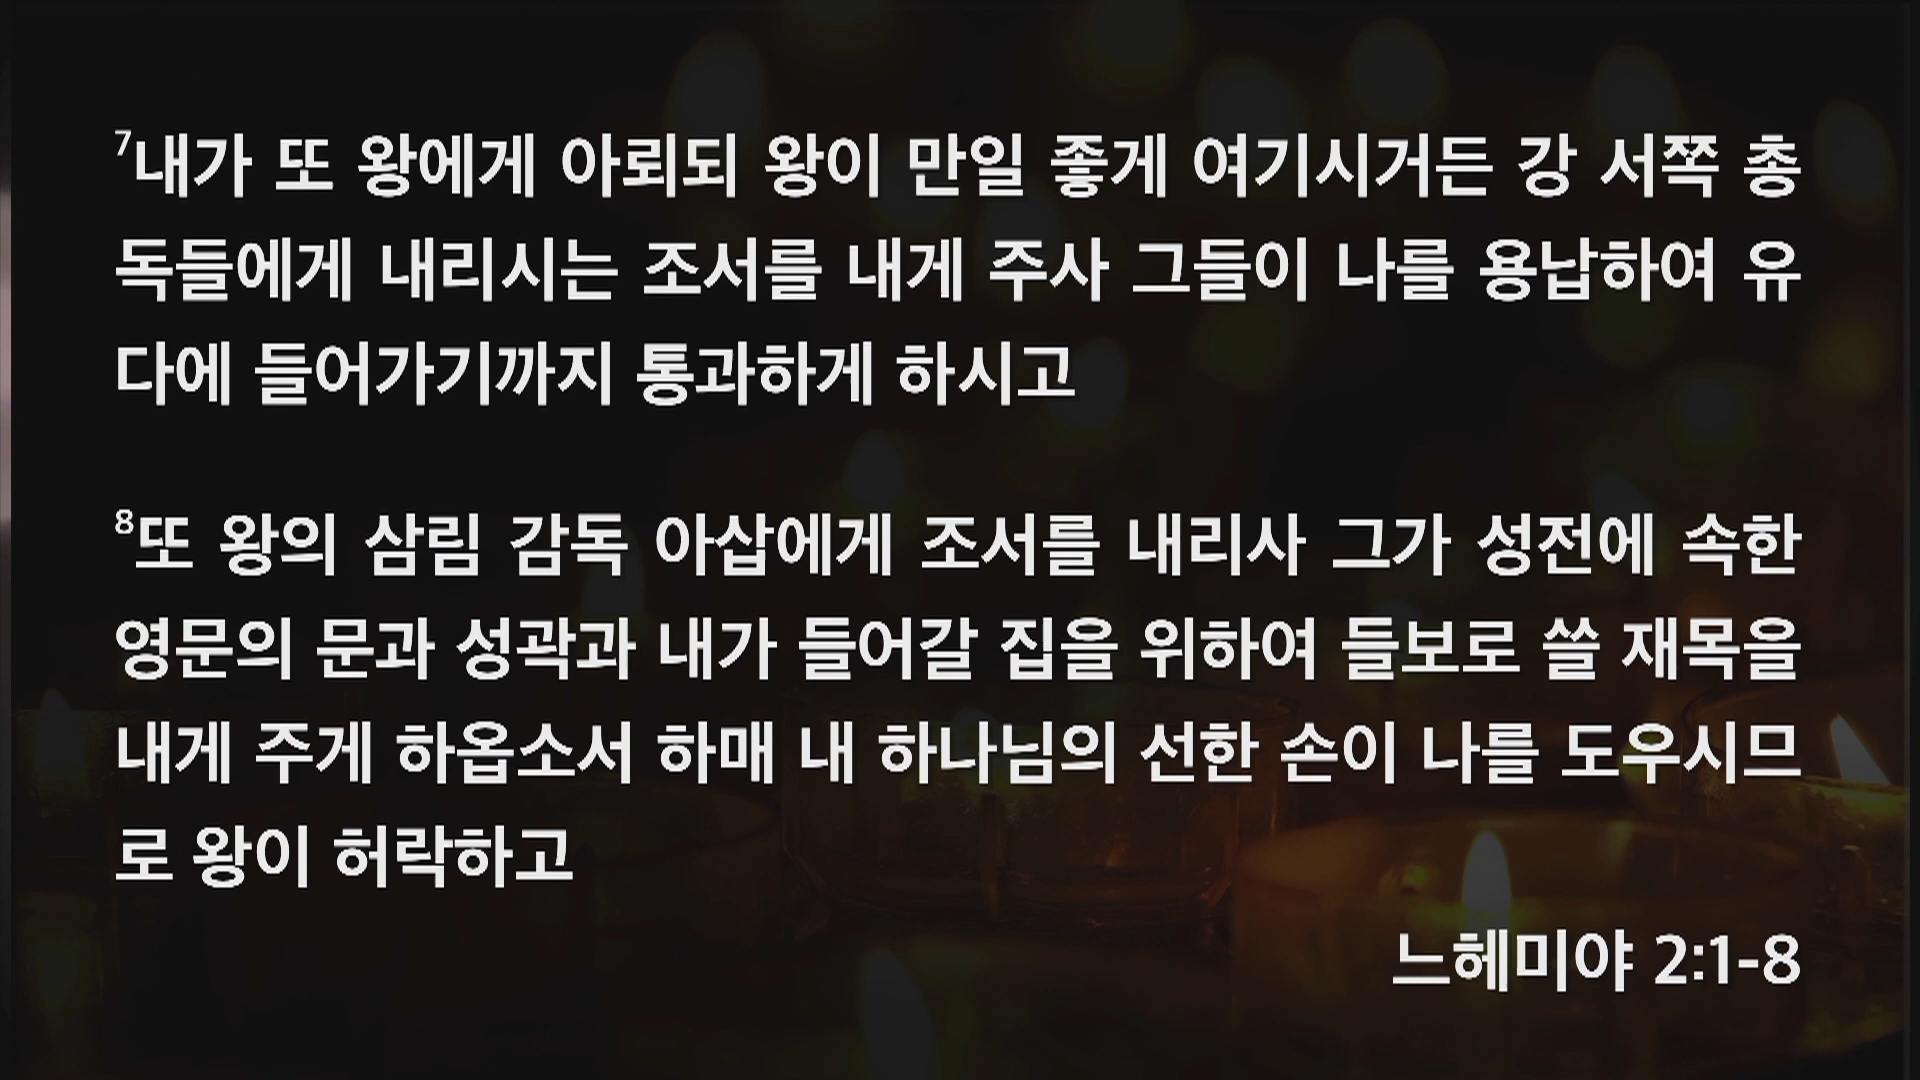 7내가 또 왕에게 아뢰되 왕이 만일 좋게 여기시거든 강 서쪽 총
독들에게 내리시는 조서를 내게 주사 그들이 나를 용납하여 유
다에 들어가기까지 통과하게 하시고
8또 왕의 삼림 감독 아삽에게 조서를 내리사 그가 성전에 속한
영문의 문과 성곽과 내가 들어갈 집을 위하여 들보로 쓸 재목을
내게 주게 하옵소서 하매 내 하나님의 선한 손이 나를 도우시므
로 왕이 허락하고
느헤미야 2:1-8